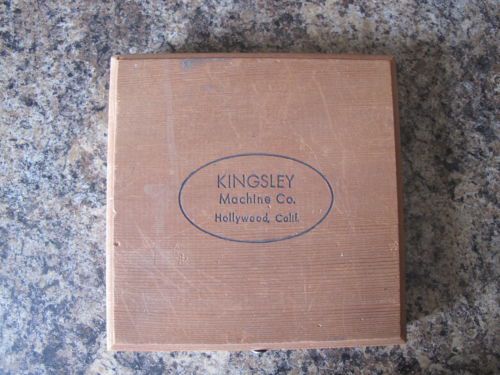 KINGSLEY
Machine Co.
Hollywood, Calif.